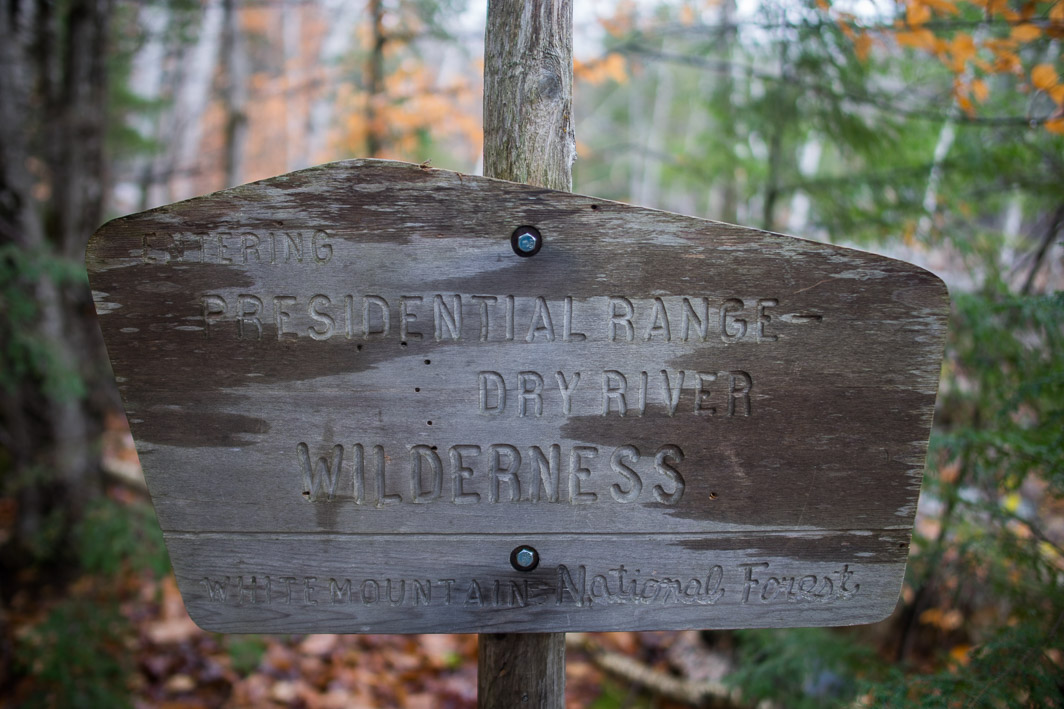 ENTERING
PRESIDENTIAL RANGE-
DRY RIVER
WILDERNESS
WHITE MOUNTAIN National Forest